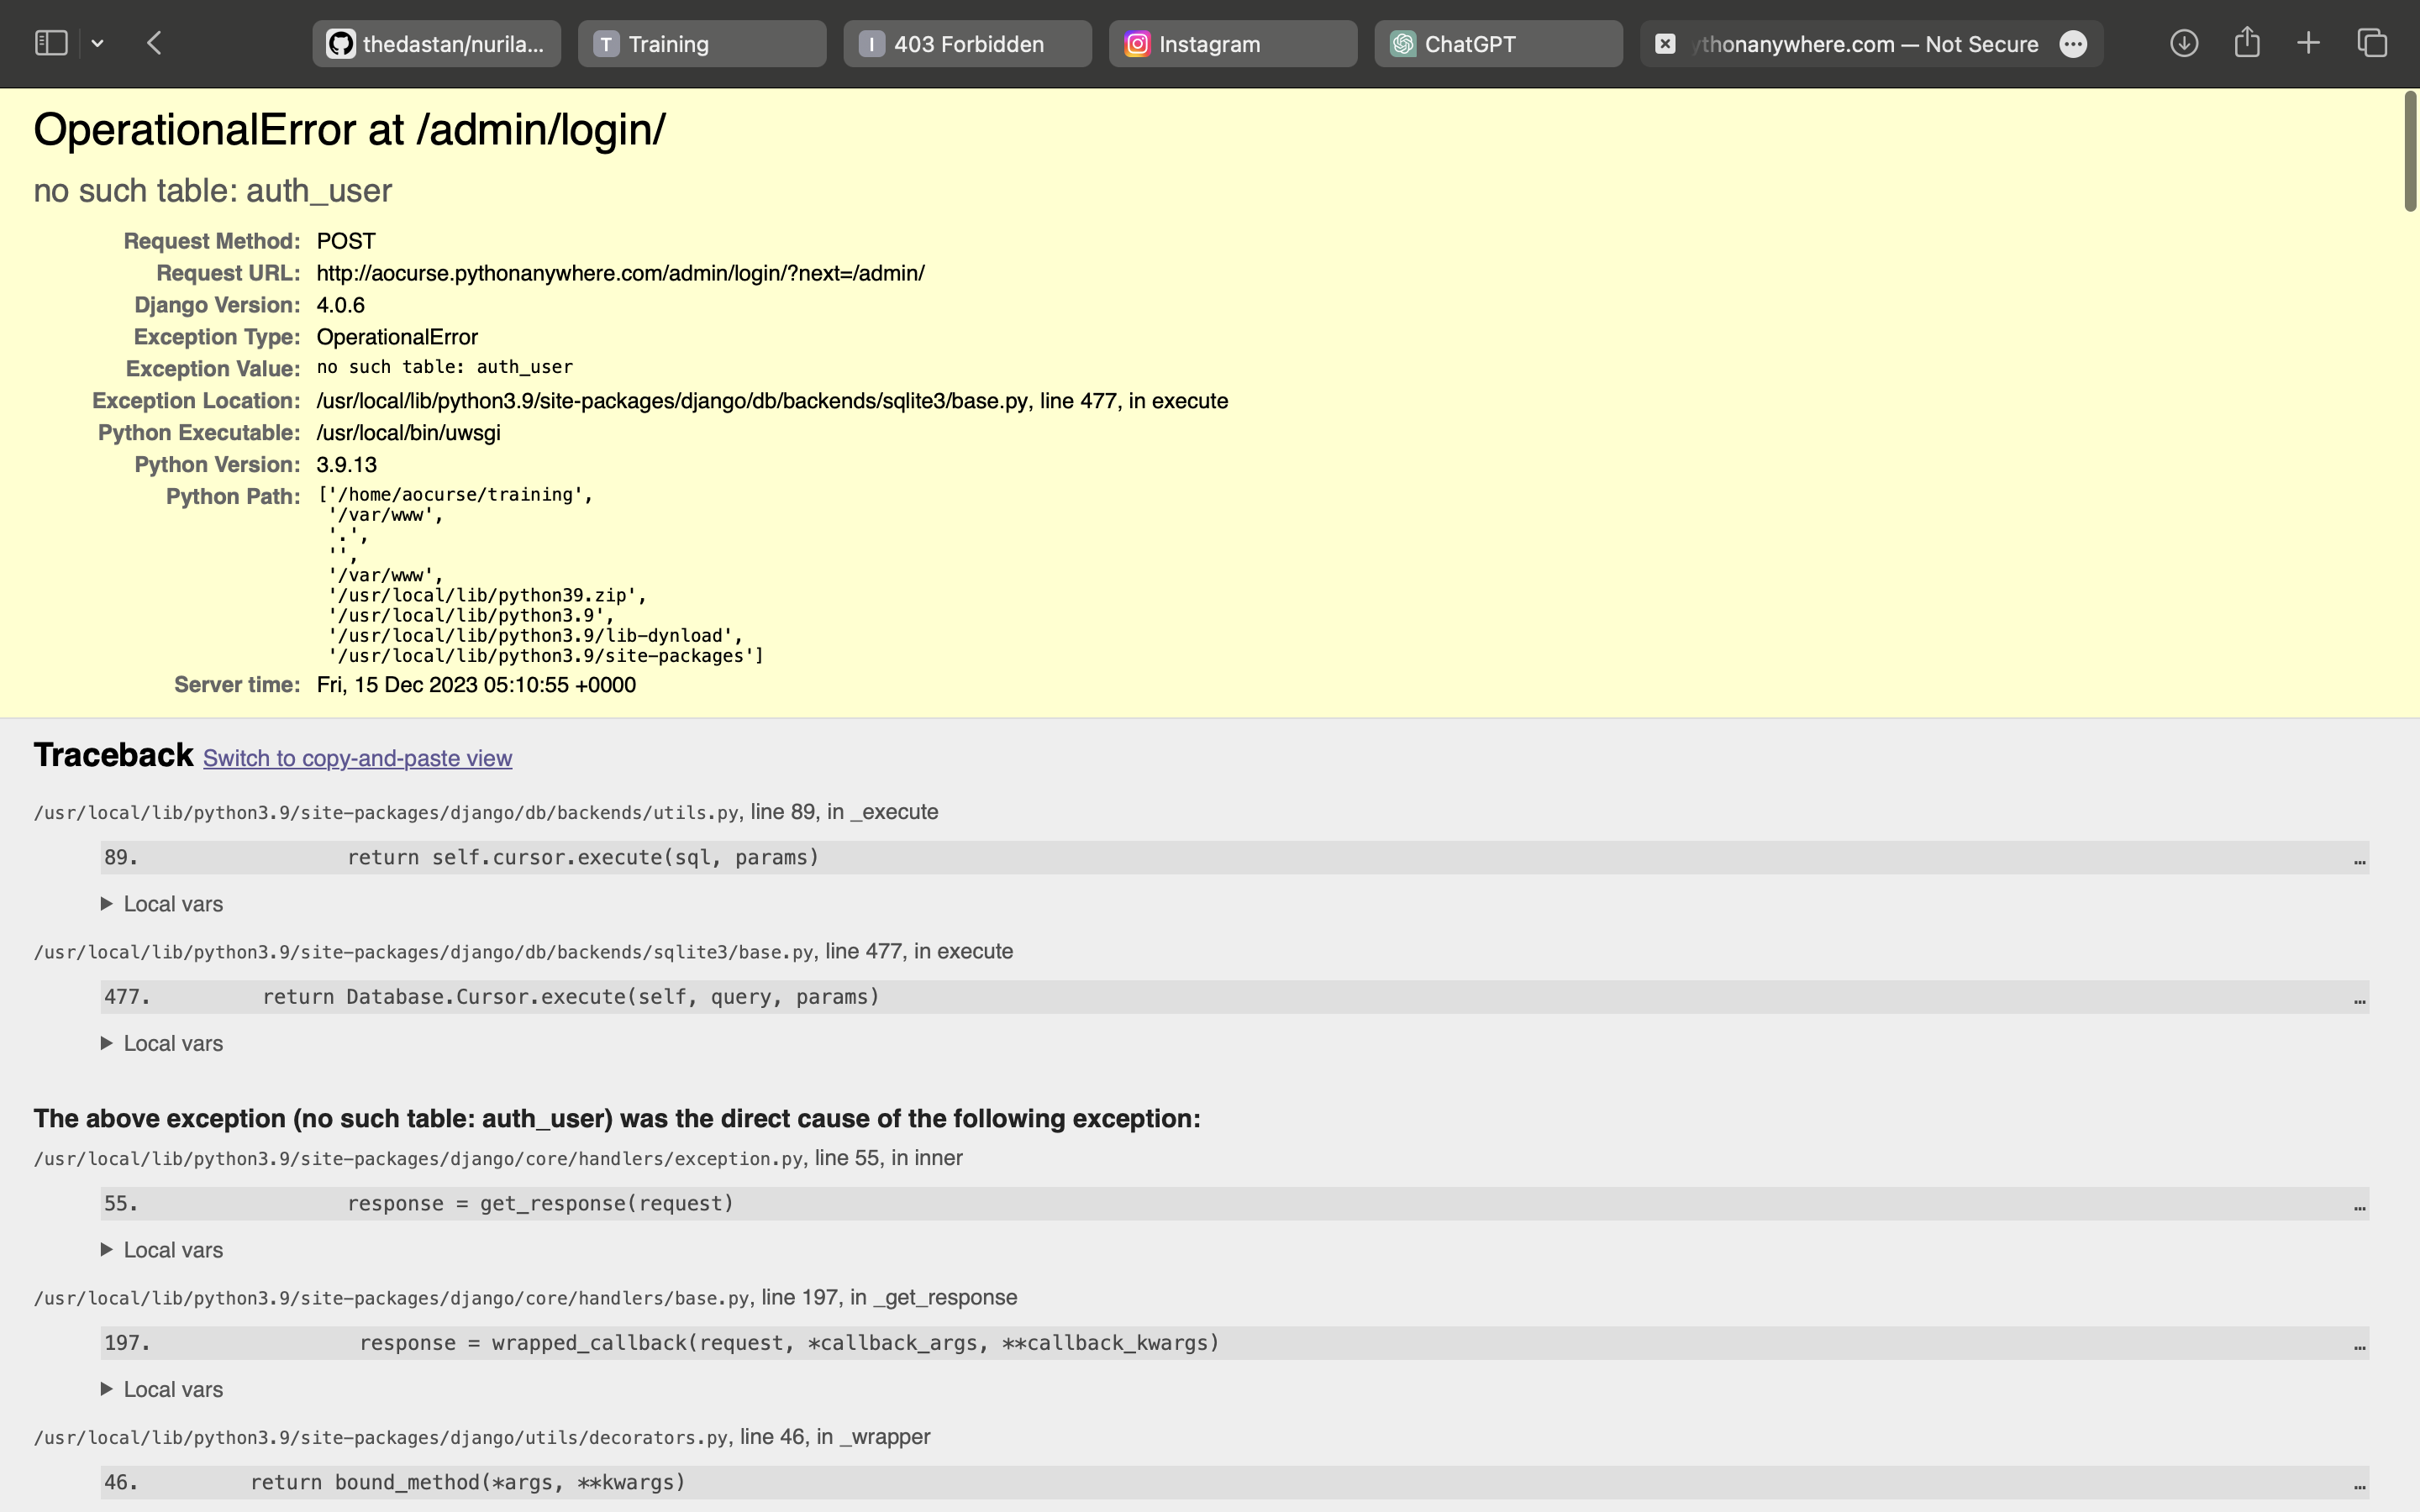 thedastan/nurila...
T Training
I 403 Forbidden
Instagram
ChatGPT
ythonanywhere.com — Not Secure
OperationalError at /admin/login/
no such table: auth_user
Request Method: POST
Request URL: http://aocurse.pythonanywhere.com/admin/login/?next=/admin/
Django Version: 4.0.6
Exception Type: OperationalError
Exception Value: no such table: auth_user
Exception Location: /usr/local/lib/python3.9/site-packages/django/db/backends/sqlite3/base.py, line 477, in execute
Python Executable: /usr/local/bin/uwsgi
Python Version: 3.9.13
Python Path: ['/home/aocurse/training',
'/var/www',
'.',
'',
'/var/www',
'/usr/local/lib/python39.zip',
'/usr/local/lib/python3.9',
'/usr/local/lib/python3.9/lib-dynload',
'/usr/local/lib/python3.9/site-packages']
Server time: Fri, 15 Dec 2023 05:10:55 +0000
Traceback Switch to copy-and-paste view
/usr/local/lib/python3.9/site-packages/django/db/backends/utils.py, line 89, in _execute
89. return self.cursor.execute(sql, params) …
Local vars
/usr/local/lib/python3.9/site-packages/django/db/backends/sqlite3/base.py, line 477, in execute
477. return Database.Cursor.execute(self, query, params) …
Local vars
The above exception (no such table: auth_user) was the direct cause of the following exception:
/usr/local/lib/python3.9/site-packages/django/core/handlers/exception.py, line 55, in inner
55. response = get_response(request) …
Local vars
/usr/local/lib/python3.9/site-packages/django/core/handlers/base.py, line 197, in _get_response
197. response = wrapped_callback(request, *callback_args, **callback_kwargs) …
Local vars
/usr/local/lib/python3.9/site-packages/django/utils/decorators.py, line 46, in _wrapper
46. return bound_method(*args, **kwargs) …